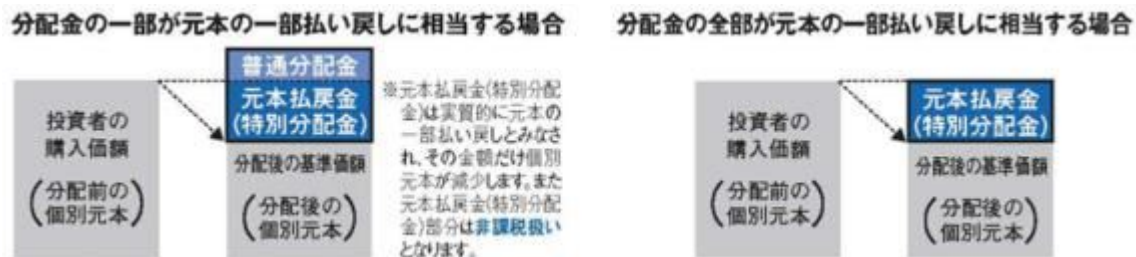 分配金の一部が元本の一部払い戻しに相当する場合
普通分配金
元本払戻金
(特別分配金)
投資者の
購入価額
(分配前の
個別元本)
分配後の基準価額
(分配後の
個別元本)
※元本払戻金(特別分配
金)は実質的に元本の
一部払い戻しとみなさ
れ、その金額だけ個別
元本が減少します。また
元本払戻金(特別分配
金)部分は非課税扱い
となります。
分配金の全部が元本の一部払い戻しに相当する場合
元本払戻金
(特別分配金)
投資者の
購入価額
(分配前の
個別元本)
分配後の基準価額
(分配後の
個別元本)